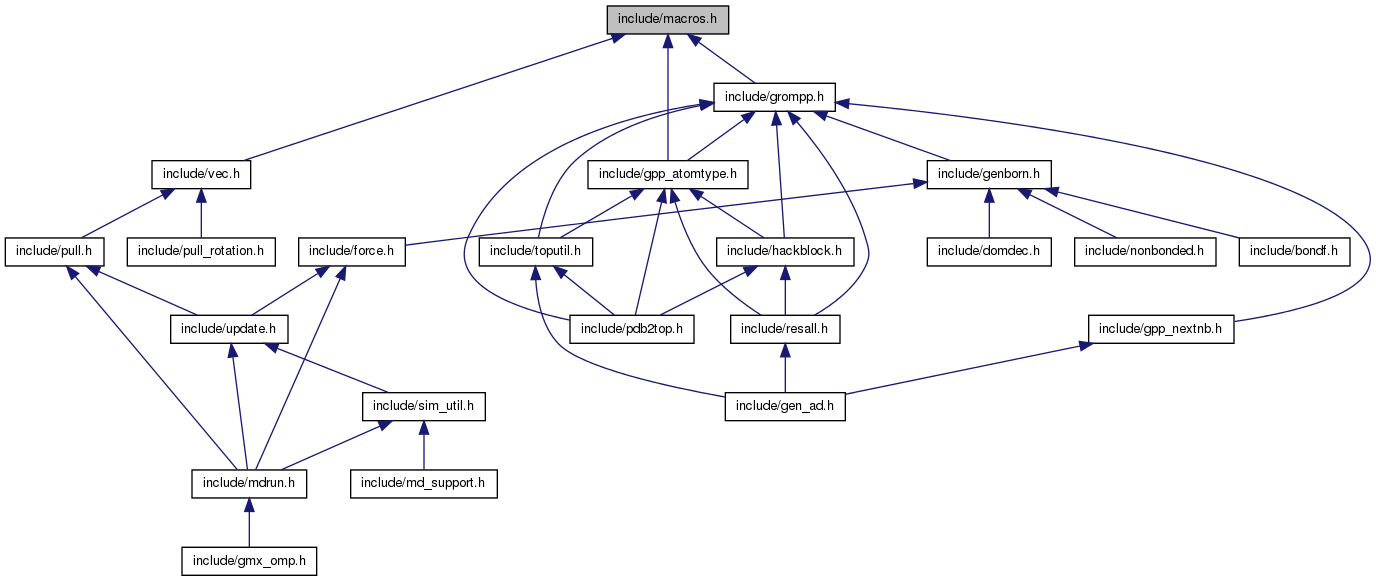 include/macros.h
include/grompp.h
include/vec.h
include/gpp_atomtype.h
include/genborn.h
include/pull.h
include/pull_rotation.h
include/force.h
include/toputil.h
include/hackblock.h
include/domdec.h
include/nonbonded.h
include/bondf.h
include/update.h
include/pdb2top.h
include/resall.h
include/gpp_nextnb.h
include/sim_util.h
include/gen_ad.h
include/mdrun.h
include/md_support.h
include/gmx_omp.h